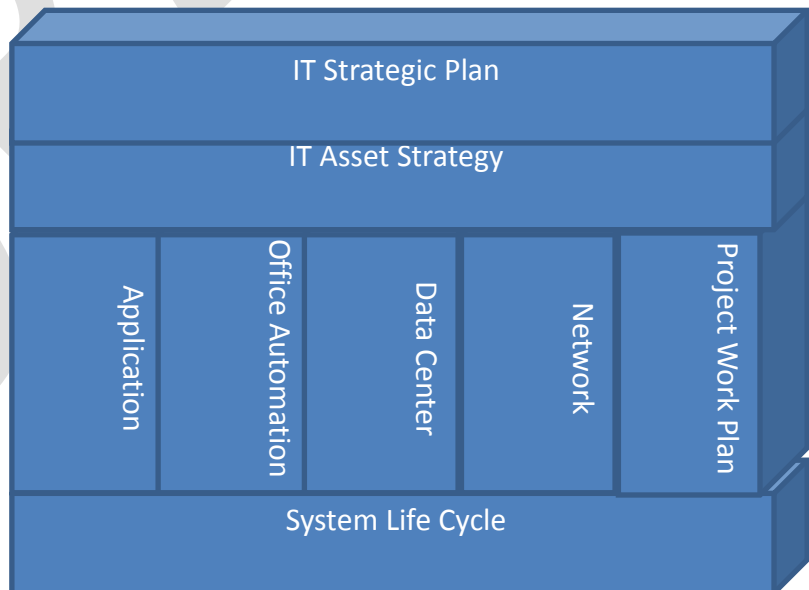 IT Strategic Plan
IT Asset Strategy
Application
Office Automation
Data Center
Network
Project Work Plan
System Life Cycle